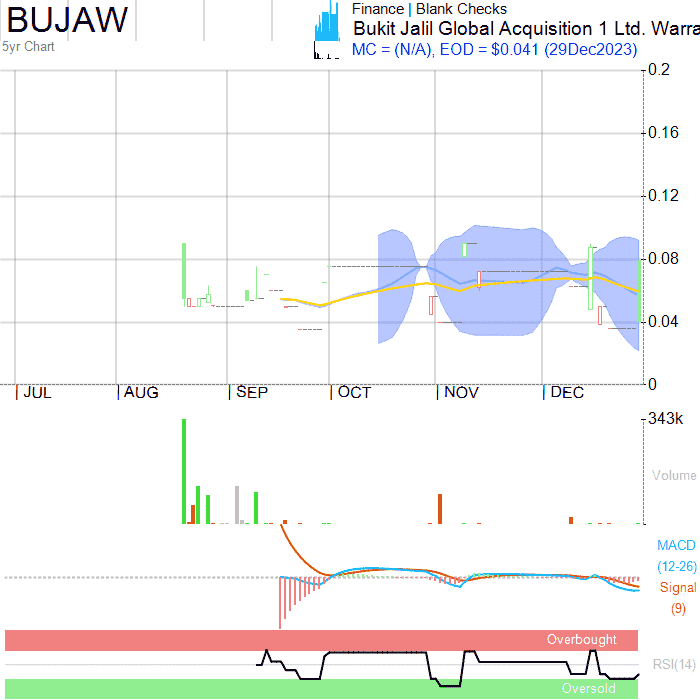 BUJAW
5yr Chart
Finance | Blank Checks
Bukit Jalil Global Acquisition 1 Ltd. Warra
MC = (N/A), EOD = $0.041 (29Dec2023)
0.2
0.16
0.12
0.08
0.04
0
JUL AUG SEP OCT NOV DEC
343k
Volume
MACD
(12-26)
Signal
(9)
Overbought
RSI(14)
Oversold